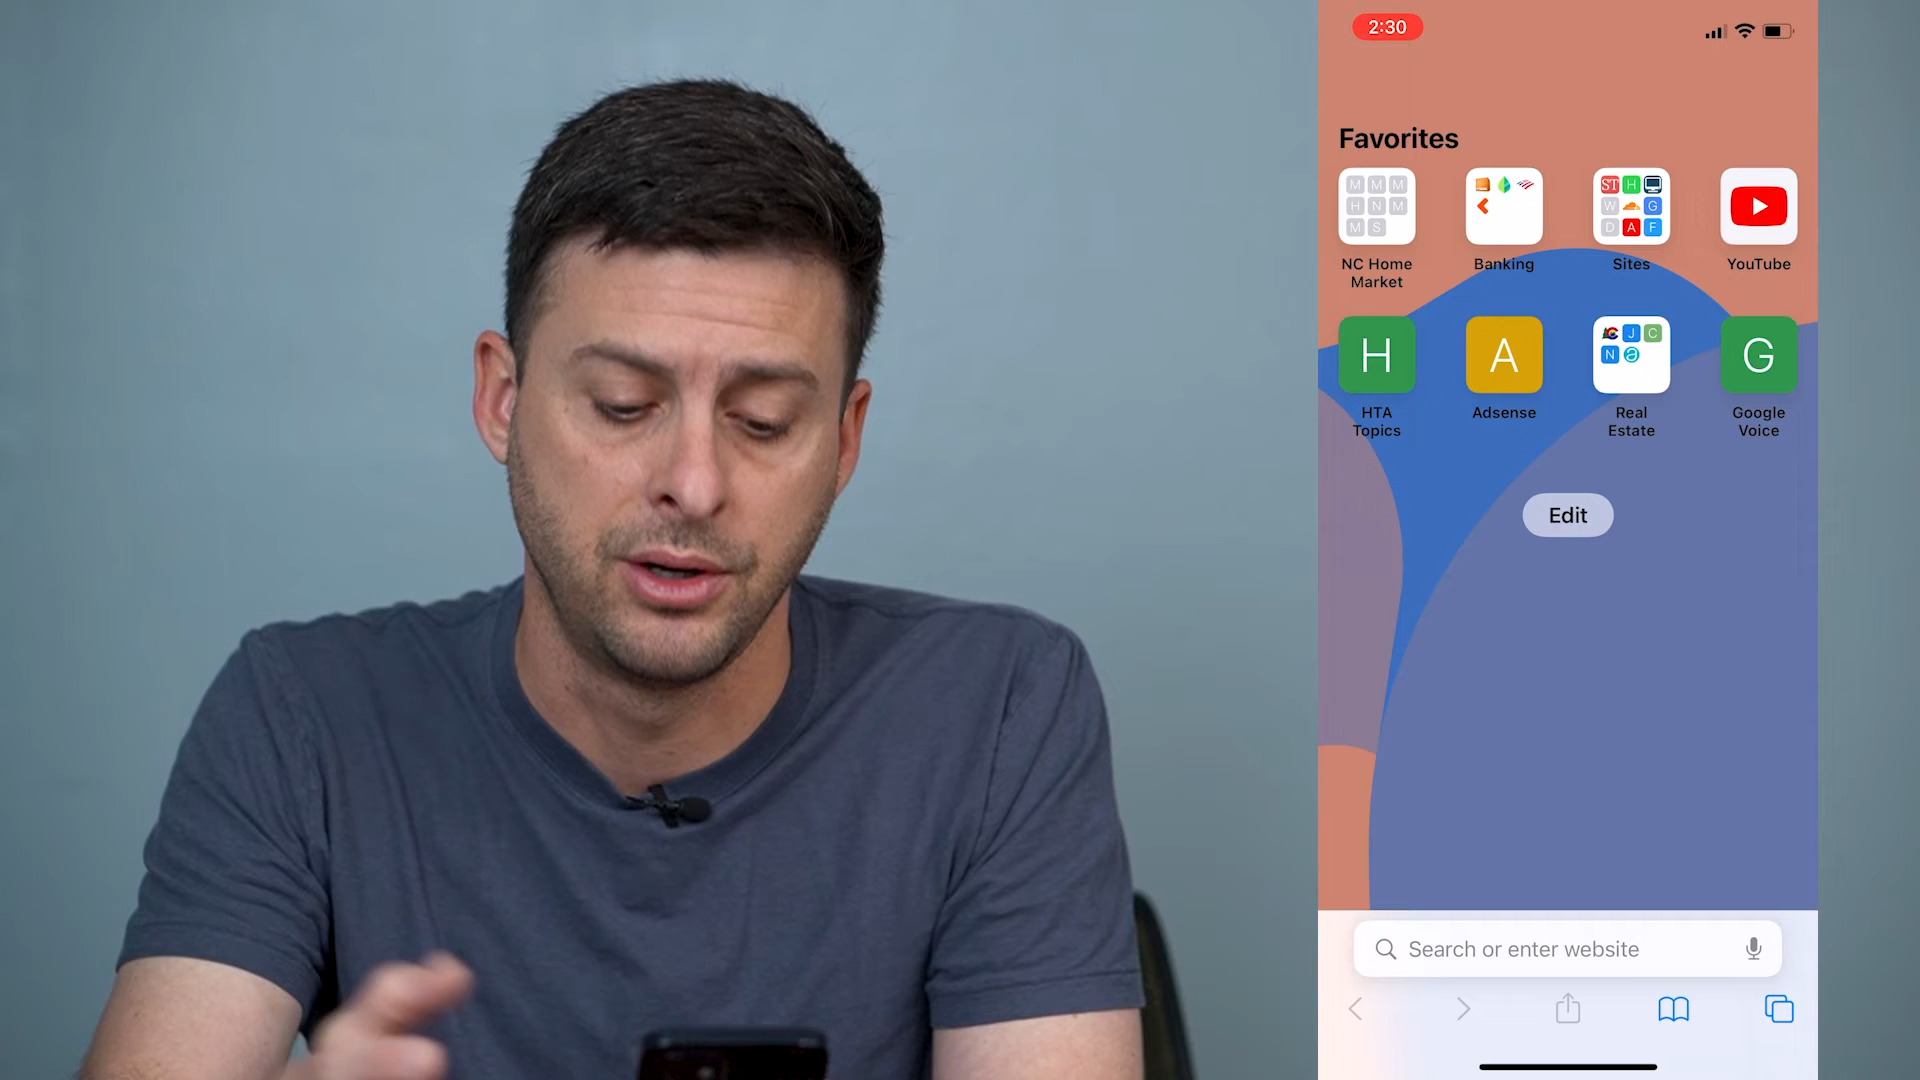 2:30
Favorites
M M M
H N M
M S
ST H
W G
D A F
NC Home
Market
Banking
Sites
YouTube
H
A
J C
N
G
HTA
Topics
Adsense
Real
Estate
Google
Voice
Edit
Search or enter website